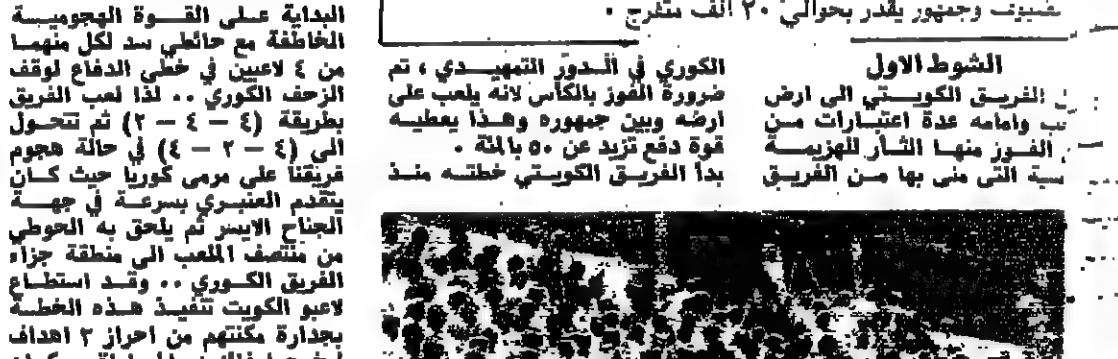 وجمهور يقدر بحوالي ٢٠ الف متفرج ٠
الشوط الاول
الفريق الكويتي الى ارض
وامامه عدة اعتبارات من
الفوز منها الثأر للهزيمة
التي منى بها من الفريق
الكوري في الدور التمهيدي ، ثم
ضرورة الفوز بالكأس لانه يلعب على
ارضه وبين جمهوره وهذا يعطيه
قوة دفع تزيد عن ٥٠ بالمئة ٠
بدأ الفريق الكويتي خطته منذ
البداية على القوة الهجومية
الخاطفة مع حائطي سد لكل منهما
من ٤ لاعبين في خطي الدفاع لوقف
الزحف الكوري ٠٠ لذا لعب الفريق
بطريقة (٤ — ٤ — ٢) ثم تتحول
الى (٤ — ٢ — ٤) في حالة هجوم
فريقنا على مرمى كوريا حيث كان
يتقدم العنبري بسرعة في جهة
الجناح الايسر ثم يلحق به الحوطي
من منتصف الملعب الى منطقة جزاء
الفريق الكوري ٠٠ وقد استطاع
لاعبو الكويت تنفيذ هذه الخطة
بجدارة مكنتهم من احراز ٢ اهداف